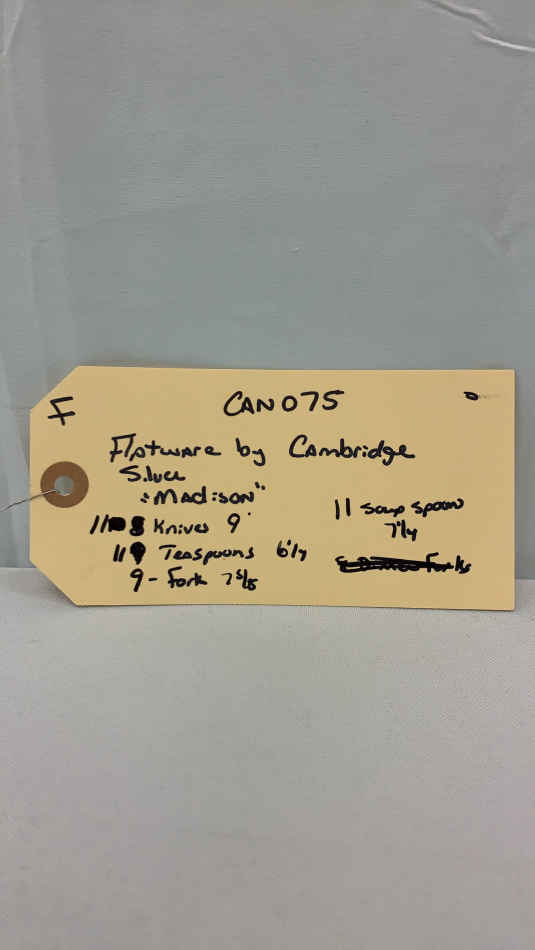 F
CAN075
Flatware by Cambridge
Silver
"Madison"
11 Knives 9"
11 Teaspoons 6 1/4
9 - Fork 7 5/8
11 soup spoon
7 1/4